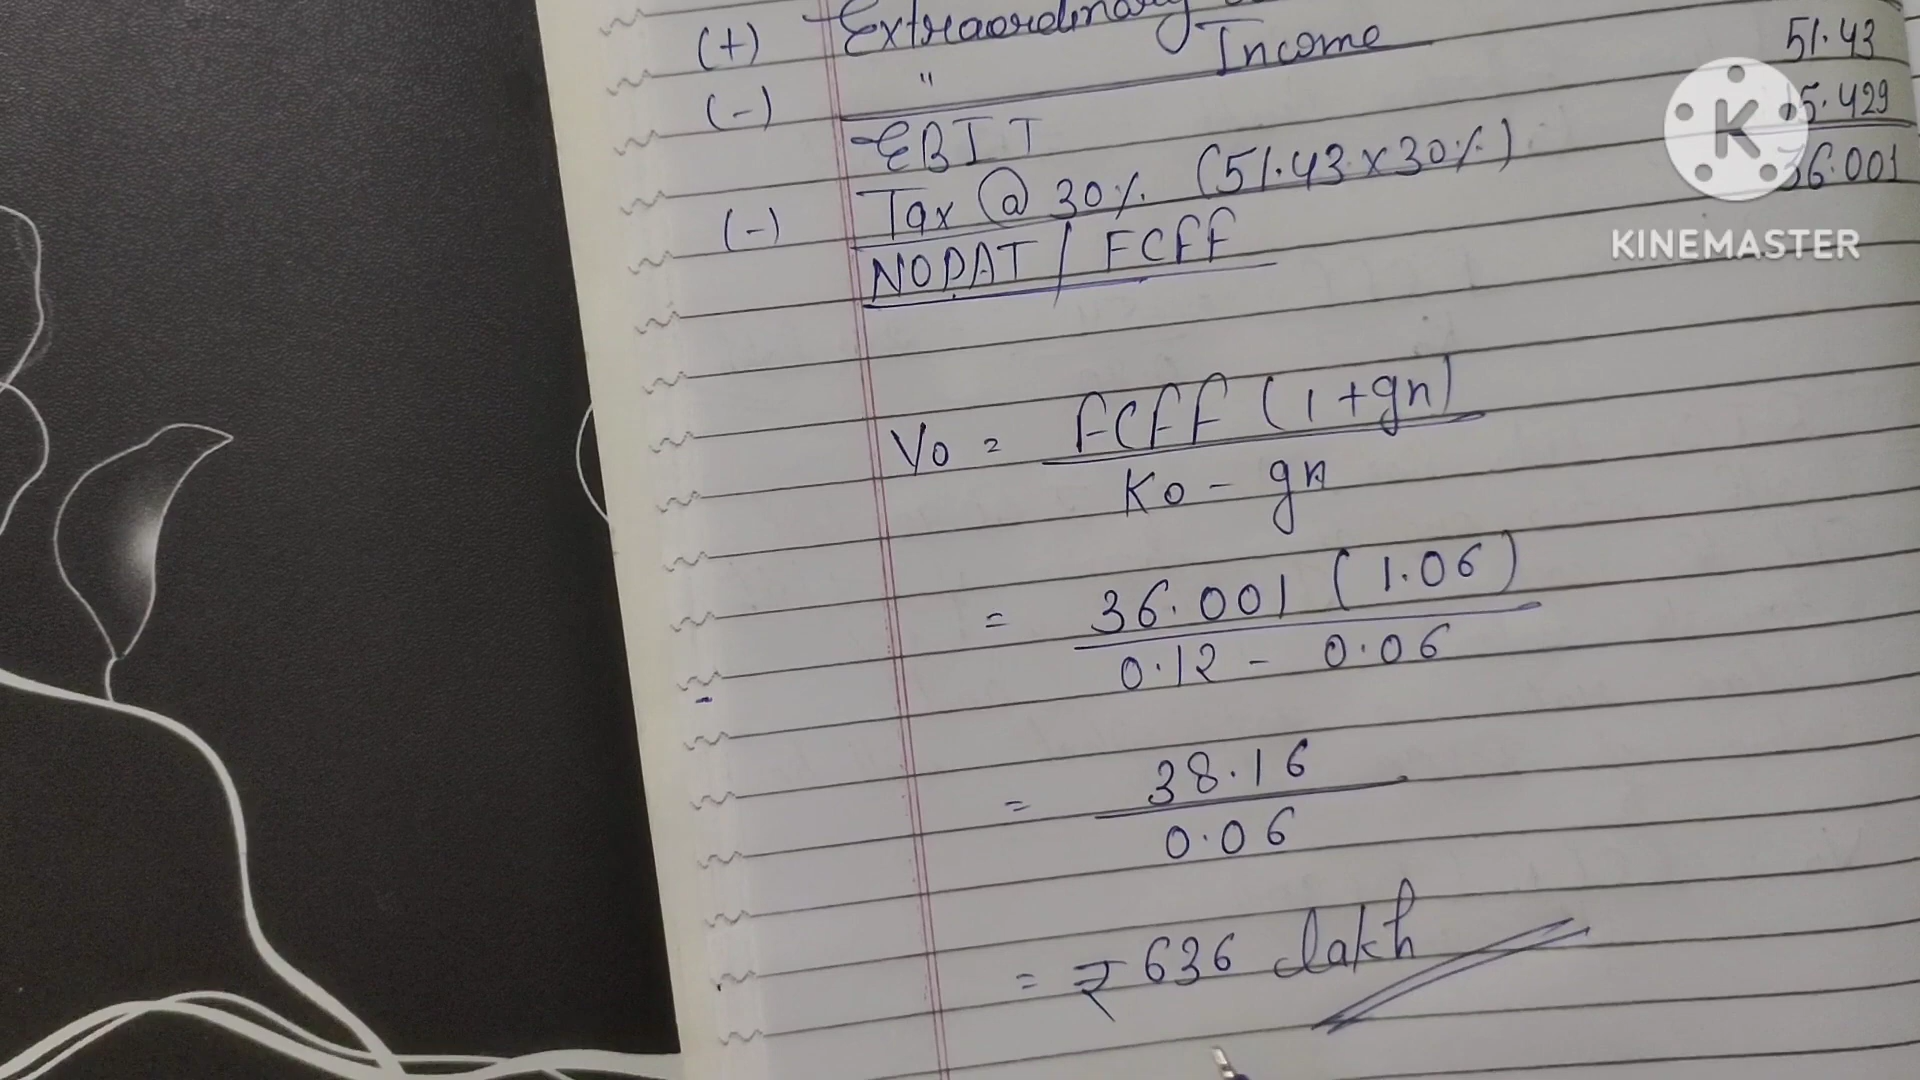 (+) Extraordinary
(-) " Income
EBIT 51.43
(-) Tax @ 30% (51.43 x 30%) 15.429
NOPAT / FCFF 36.001
K
KINEMASTER
V0 = FCFF (1+gn)
K0 - gn
= 36.001 (1.06)
0.12 - 0.06
= 38.16
0.06
= ₹ 636 lakh